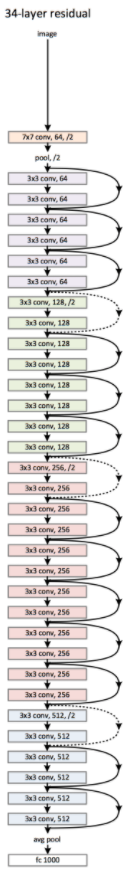 34-layer residual
image
7x7 conv, 64, /2
pool, /2
3x3 conv, 64
3x3 conv, 64
3x3 conv, 64
3x3 conv, 64
3x3 conv, 64
3x3 conv, 64
3x3 conv, 128, /2
3x3 conv, 128
3x3 conv, 128
3x3 conv, 128
3x3 conv, 128
3x3 conv, 128
3x3 conv, 128
3x3 conv, 128
3x3 conv, 256, /2
3x3 conv, 256
3x3 conv, 256
3x3 conv, 256
3x3 conv, 256
3x3 conv, 256
3x3 conv, 256
3x3 conv, 256
3x3 conv, 256
3x3 conv, 256
3x3 conv, 256
3x3 conv, 256
3x3 conv, 512, /2
3x3 conv, 512
3x3 conv, 512
3x3 conv, 512
3x3 conv, 512
3x3 conv, 512
avg pool
fc 1000